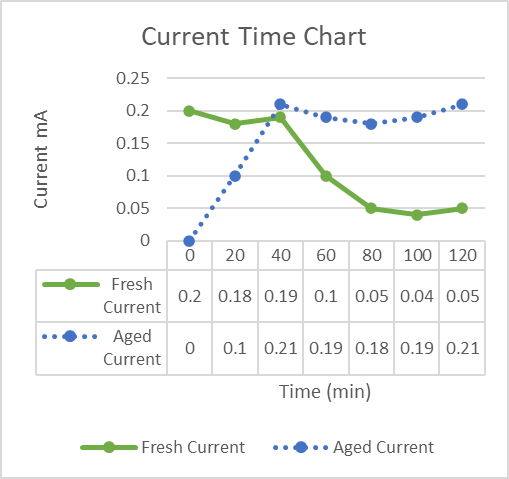 Current Time Chart
0.25
0.2
0.15
0.1
0.05
0
Current mA
0 20 40 60 80 100 120
Fresh Current 0.2 0.18 0.19 0.1 0.05 0.04 0.05
Aged Current 0 0.1 0.21 0.19 0.18 0.19 0.21
Time (min)
Fresh Current Aged Current